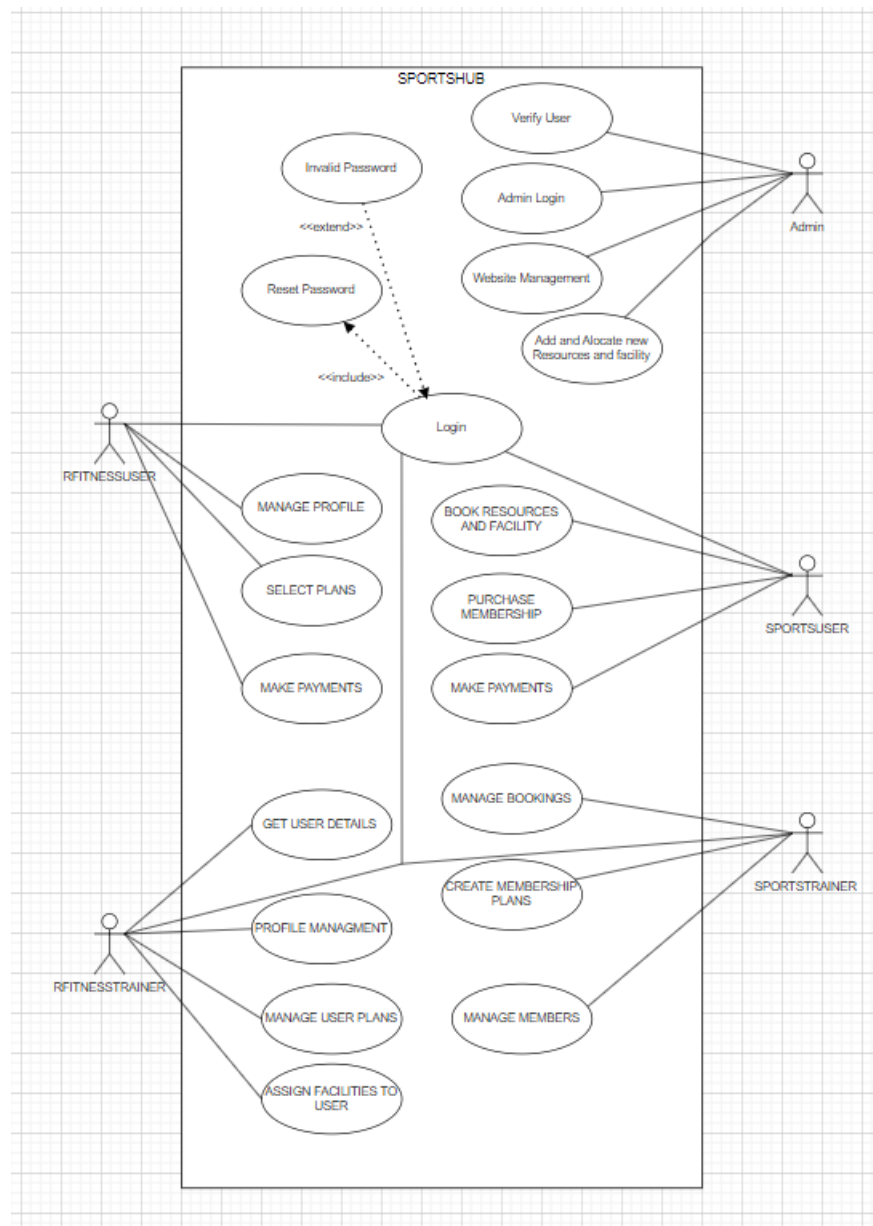 SPORTSHUB
Verify User
Invalid Password
Admin Login
<<extend>>
Admin
Website Management
Reset Password
Add and Alocate new
Resources and facility
<<include>>
Login
RFITNESSUSER
MANAGE PROFILE
BOOK RESOURCES
AND FACILITY
SELECT PLANS
PURCHASE
MEMBERSHIP
SPORTSUSER
MAKE PAYMENTS
MAKE PAYMENTS
MANAGE BOOKINGS
GET USER DETAILS
CREATE MEMBERSHIP
PLANS
SPORTSTRAINER
PROFILE MANAGMENT
RFITNESSTRAINER
MANAGE USER PLANS
MANAGE MEMBERS
ASSIGN FACILITIES TO
USER